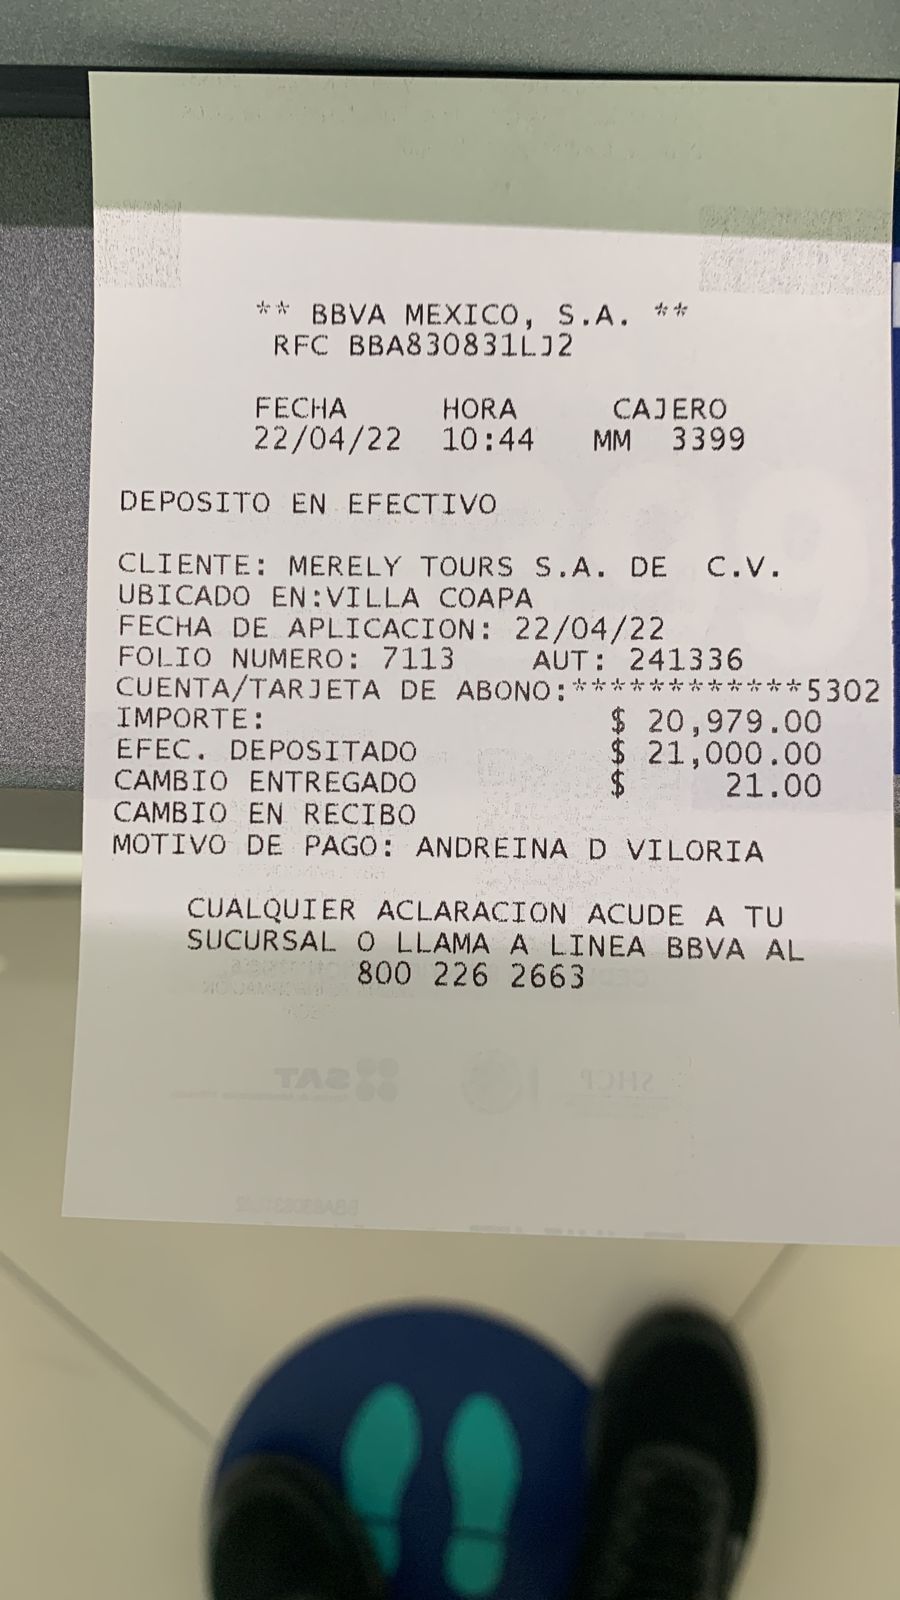 ** BBVA MEXICO, S.A. **
RFC BBA830831LJ2
FECHA HORA CAJERO
22/04/22 10:44 MM 3399
DEPOSITO EN EFECTIVO
CLIENTE: MERELY TOURS S.A. DE C.V.
UBICADO EN:VILLA COAPA
FECHA DE APLICACION: 22/04/22
FOLIO NUMERO: 7113 AUT: 241336
CUENTA/TARJETA DE ABONO:************5302
IMPORTE: $ 20,979.00
EFEC. DEPOSITADO $ 21,000.00
CAMBIO ENTREGADO $ 21.00
CAMBIO EN RECIBO
MOTIVO DE PAGO: ANDREINA D VILORIA
CUALQUIER ACLARACION ACUDE A TU
SUCURSAL O LLAMA A LINEA BBVA AL
800 226 2663
SHCP SAT